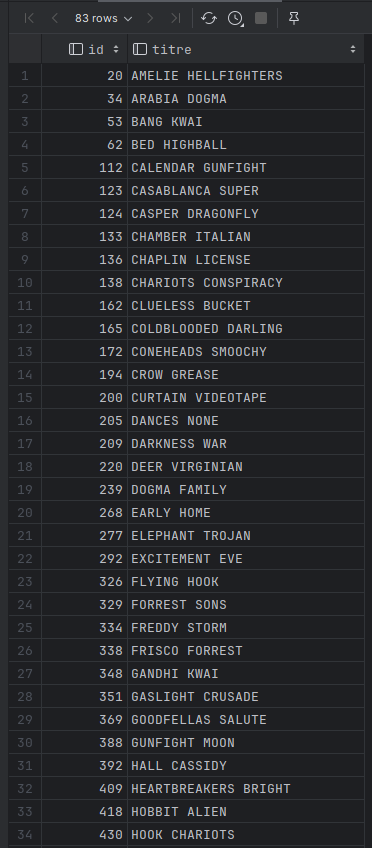 83 rows
id titre
1 20 AMELIE HELLFIGHTERS
2 34 ARABIA DOGMA
3 53 BANG KWAI
4 62 BED HIGHBALL
5 112 CALENDAR GUNFIGHT
6 123 CASABLANCA SUPER
7 124 CASPER DRAGONFLY
8 133 CHAMBER ITALIAN
9 136 CHAPLIN LICENSE
10 138 CHARIOTS CONSPIRACY
11 162 CLUELESS BUCKET
12 165 COLDBLOODED DARLING
13 172 CONEHEADS SMOOCHY
14 194 CROW GREASE
15 200 CURTAIN VIDEOTAPE
16 205 DANCES NONE
17 209 DARKNESS WAR
18 220 DEER VIRGINIAN
19 239 DOGMA FAMILY
20 268 EARLY HOME
21 277 ELEPHANT TROJAN
22 292 EXCITEMENT EVE
23 326 FLYING HOOK
24 329 FORREST SONS
25 334 FREDDY STORM
26 338 FRISCO FORREST
27 348 GANDHI KWAI
28 351 GASLIGHT CRUSADE
29 369 GOODFELLAS SALUTE
30 388 GUNFIGHT MOON
31 392 HALL CASSIDY
32 409 HEARTBREAKERS BRIGHT
33 418 HOBBIT ALIEN
34 430 HOOK CHARIOTS